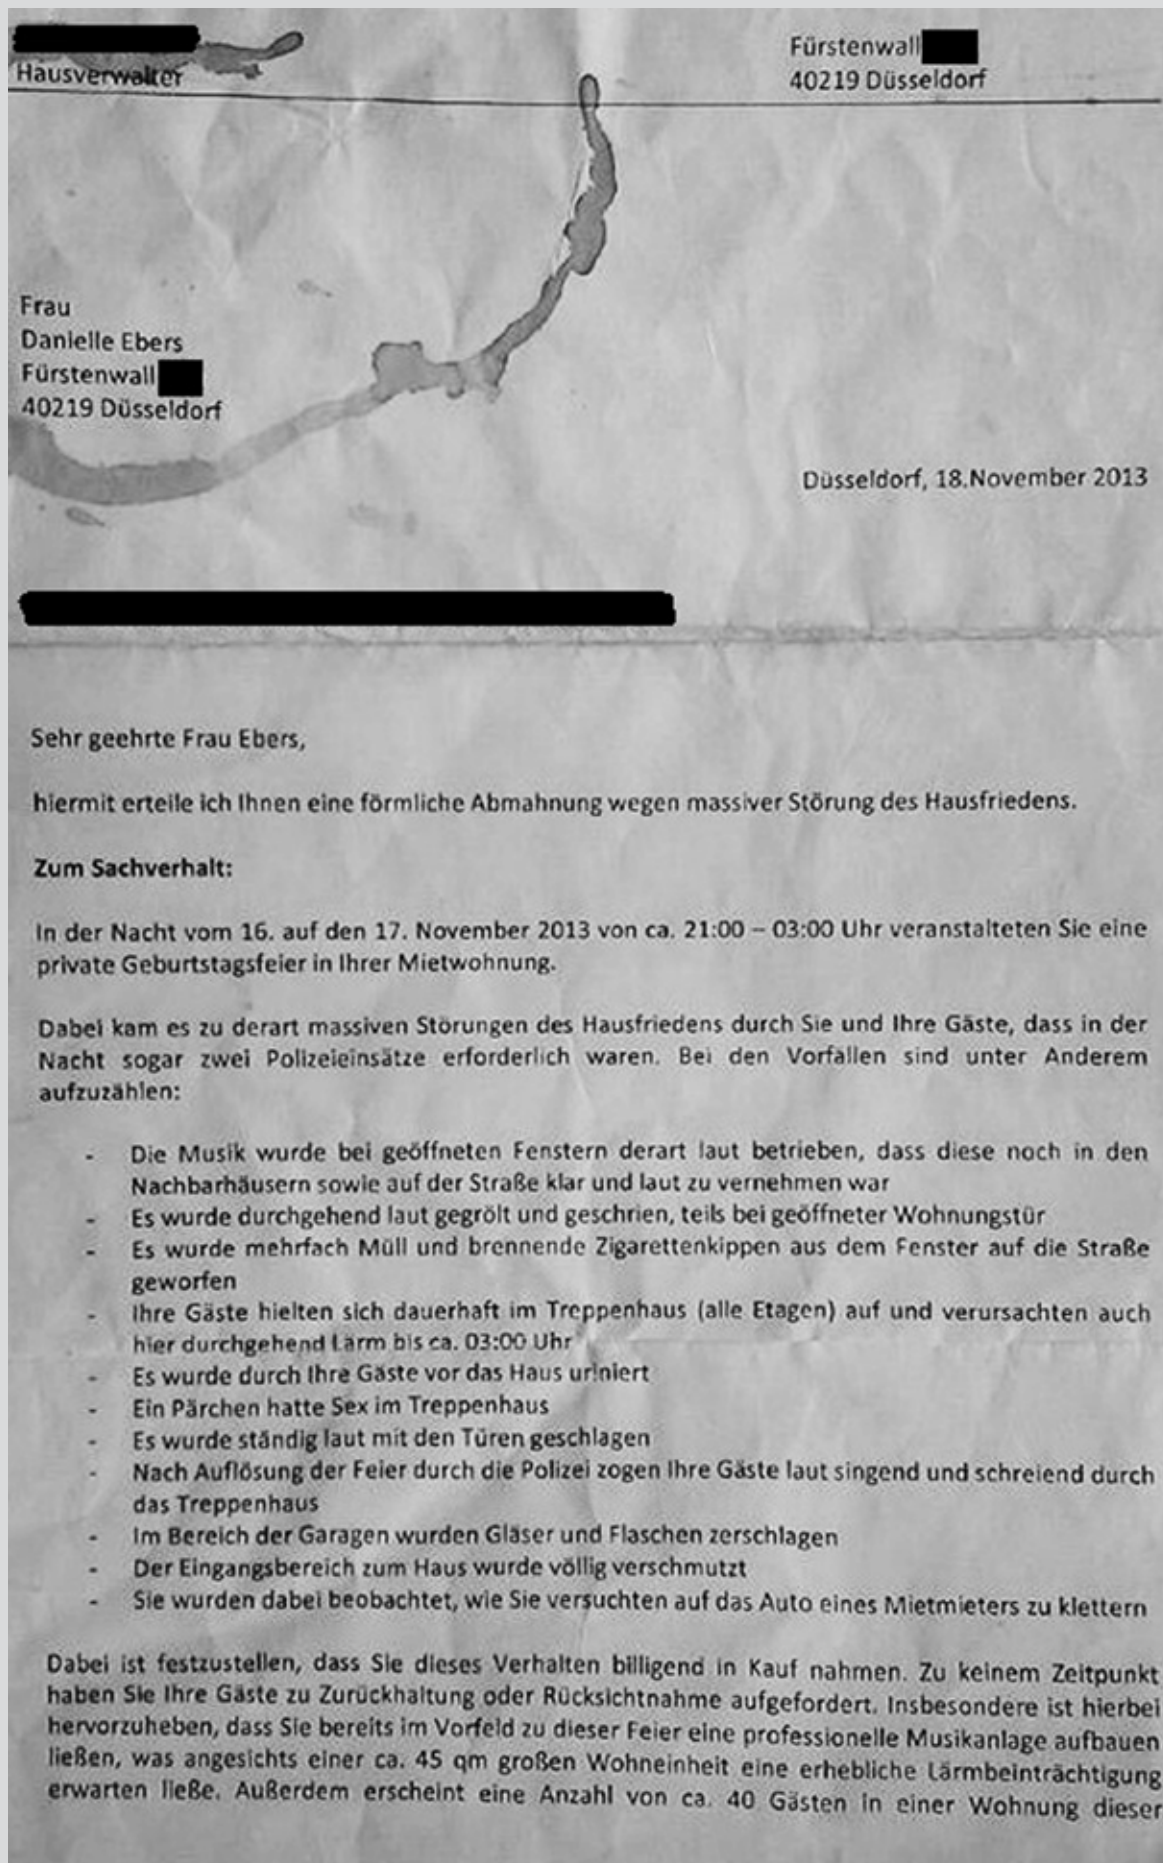 Hausverwalter
Fürstenwall
40219 Düsseldorf
Frau
Danielle Ebers
Fürstenwall
40219 Düsseldorf
Düsseldorf, 18.November 2013
Sehr geehrte Frau Ebers,
hiermit erteile ich Ihnen eine förmliche Abmahnung wegen massiver Störung des Hausfriedens.
Zum Sachverhalt:
In der Nacht vom 16. auf den 17. November 2013 von ca. 21:00 – 03:00 Uhr veranstalteten Sie eine
private Geburtstagsfeier in Ihrer Mietwohnung.
Dabei kam es zu derart massiven Störungen des Hausfriedens durch Sie und Ihre Gäste, dass in der
Nacht sogar zwei Polizeieinsätze erforderlich waren. Bei den Vorfällen sind unter Anderem
aufzuzählen:
- Die Musik wurde bei geöffneten Fenstern derart laut betrieben, dass diese noch in den
Nachbarhäusern sowie auf der Straße klar und laut zu vernehmen war
- Es wurde durchgehend laut gegrölt und geschrien, teils bei geöffneter Wohnungstür
- Es wurde mehrfach Müll und brennende Zigarettenkippen aus dem Fenster auf die Straße
geworfen
- Ihre Gäste hielten sich dauerhaft im Treppenhaus (alle Etagen) auf und verursachten auch
hier durchgehend Lärm bis ca. 03:00 Uhr
- Es wurde durch Ihre Gäste vor das Haus uriniert
- Ein Pärchen hatte Sex im Treppenhaus
- Es wurde ständig laut mit den Türen geschlagen
- Nach Auflösung der Feier durch die Polizei zogen Ihre Gäste laut singend und schreiend durch
das Treppenhaus
- Im Bereich der Garagen wurden Gläser und Flaschen zerschlagen
- Der Eingangsbereich zum Haus wurde völlig verschmutzt
- Sie wurden dabei beobachtet, wie Sie versuchten auf das Auto eines Mietmieters zu klettern
Dabei ist festzustellen, dass Sie dieses Verhalten billigend in Kauf nahmen. Zu keinem Zeitpunkt
haben Sie Ihre Gäste zu Zurückhaltung oder Rücksichtnahme aufgefordert. Insbesondere ist hierbei
hervorzuheben, dass Sie bereits im Vorfeld zu dieser Feier eine professionelle Musikanlage aufbauen
ließen, was angesichts einer ca. 45 qm großen Wohneinheit eine erhebliche Lärmbeinträchtigung
erwarten ließe. Außerdem erscheint eine Anzahl von ca. 40 Gästen in einer Wohnung dieser